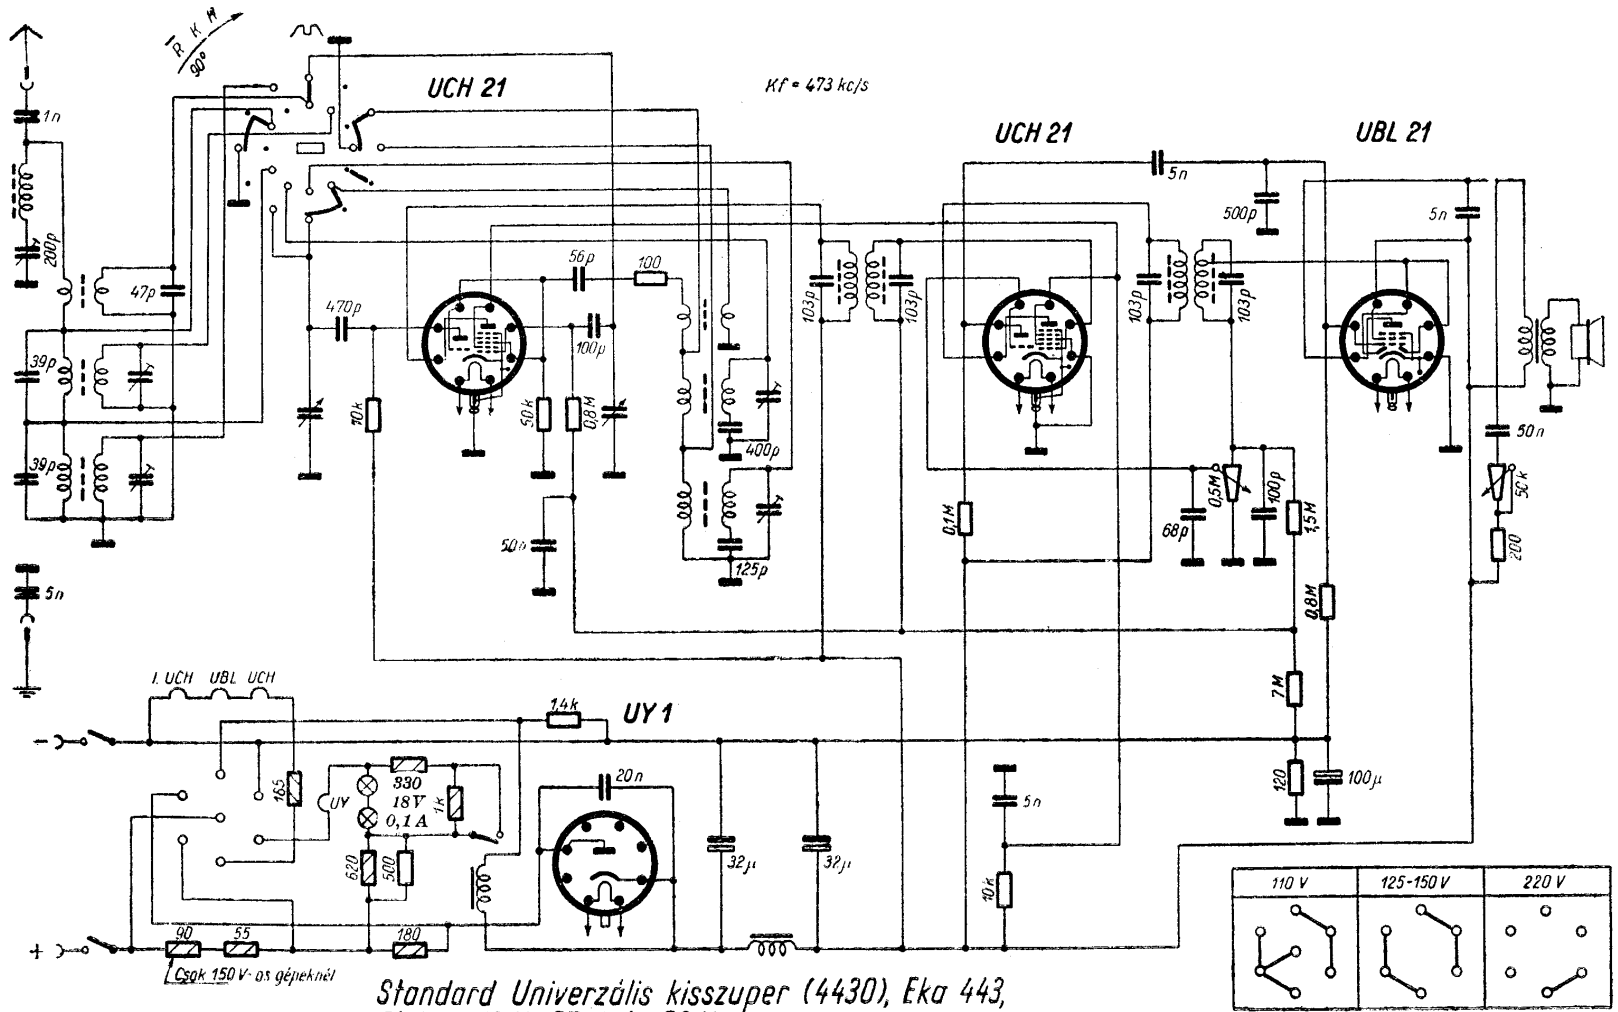 R K H
90°
UCH 21
Kf = 473 kc/s
UCH 21
UBL 21
1n
200p
47p
39p
39p
5n
470p
56p
100
100p
10k
50k
0,8M
50n
400p
125p
103p
103p
5n
500p
103p
103p
5n
0,1M
68p
0,5M
100p
1,5M
50n
50k
200
0,8M
7M
120
100μ
I. UCH UBL UCH
1,4k
UY 1
165
UY
330
18V
0,1A
1k
620
500
20n
32μ
32μ
5n
10k
- 
+
90
55
180
Csak 150 V-os gépeknél
110 V
125-150 V
220 V
Standard Univerzális kisszuper (4430), Eka 443,